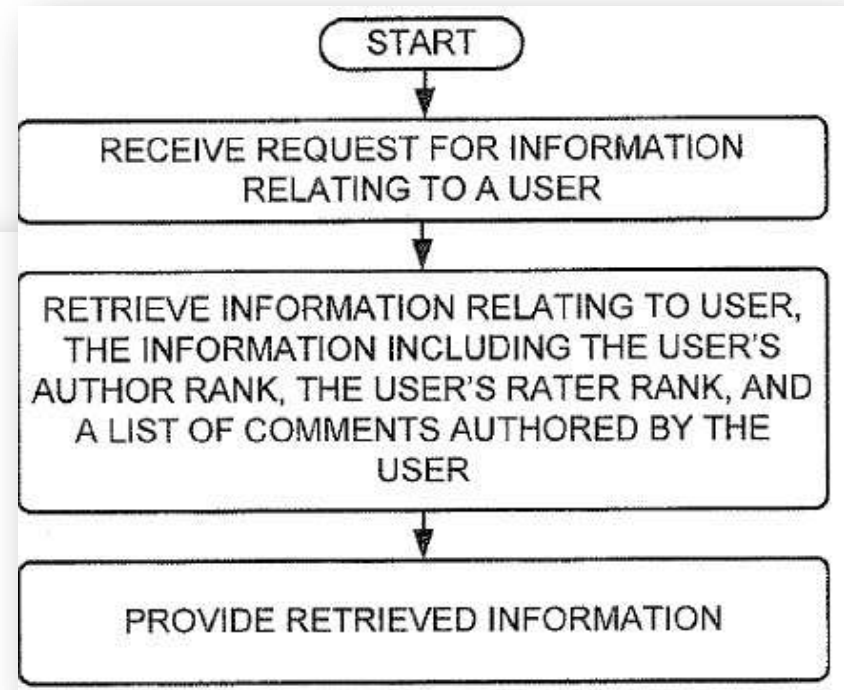 START
RECEIVE REQUEST FOR INFORMATION
RELATING TO A USER
RETRIEVE INFORMATION RELATING TO USER,
THE INFORMATION INCLUDING THE USER'S
AUTHOR RANK, THE USER'S RATER RANK, AND
A LIST OF COMMENTS AUTHORED BY THE
USER
PROVIDE RETRIEVED INFORMATION